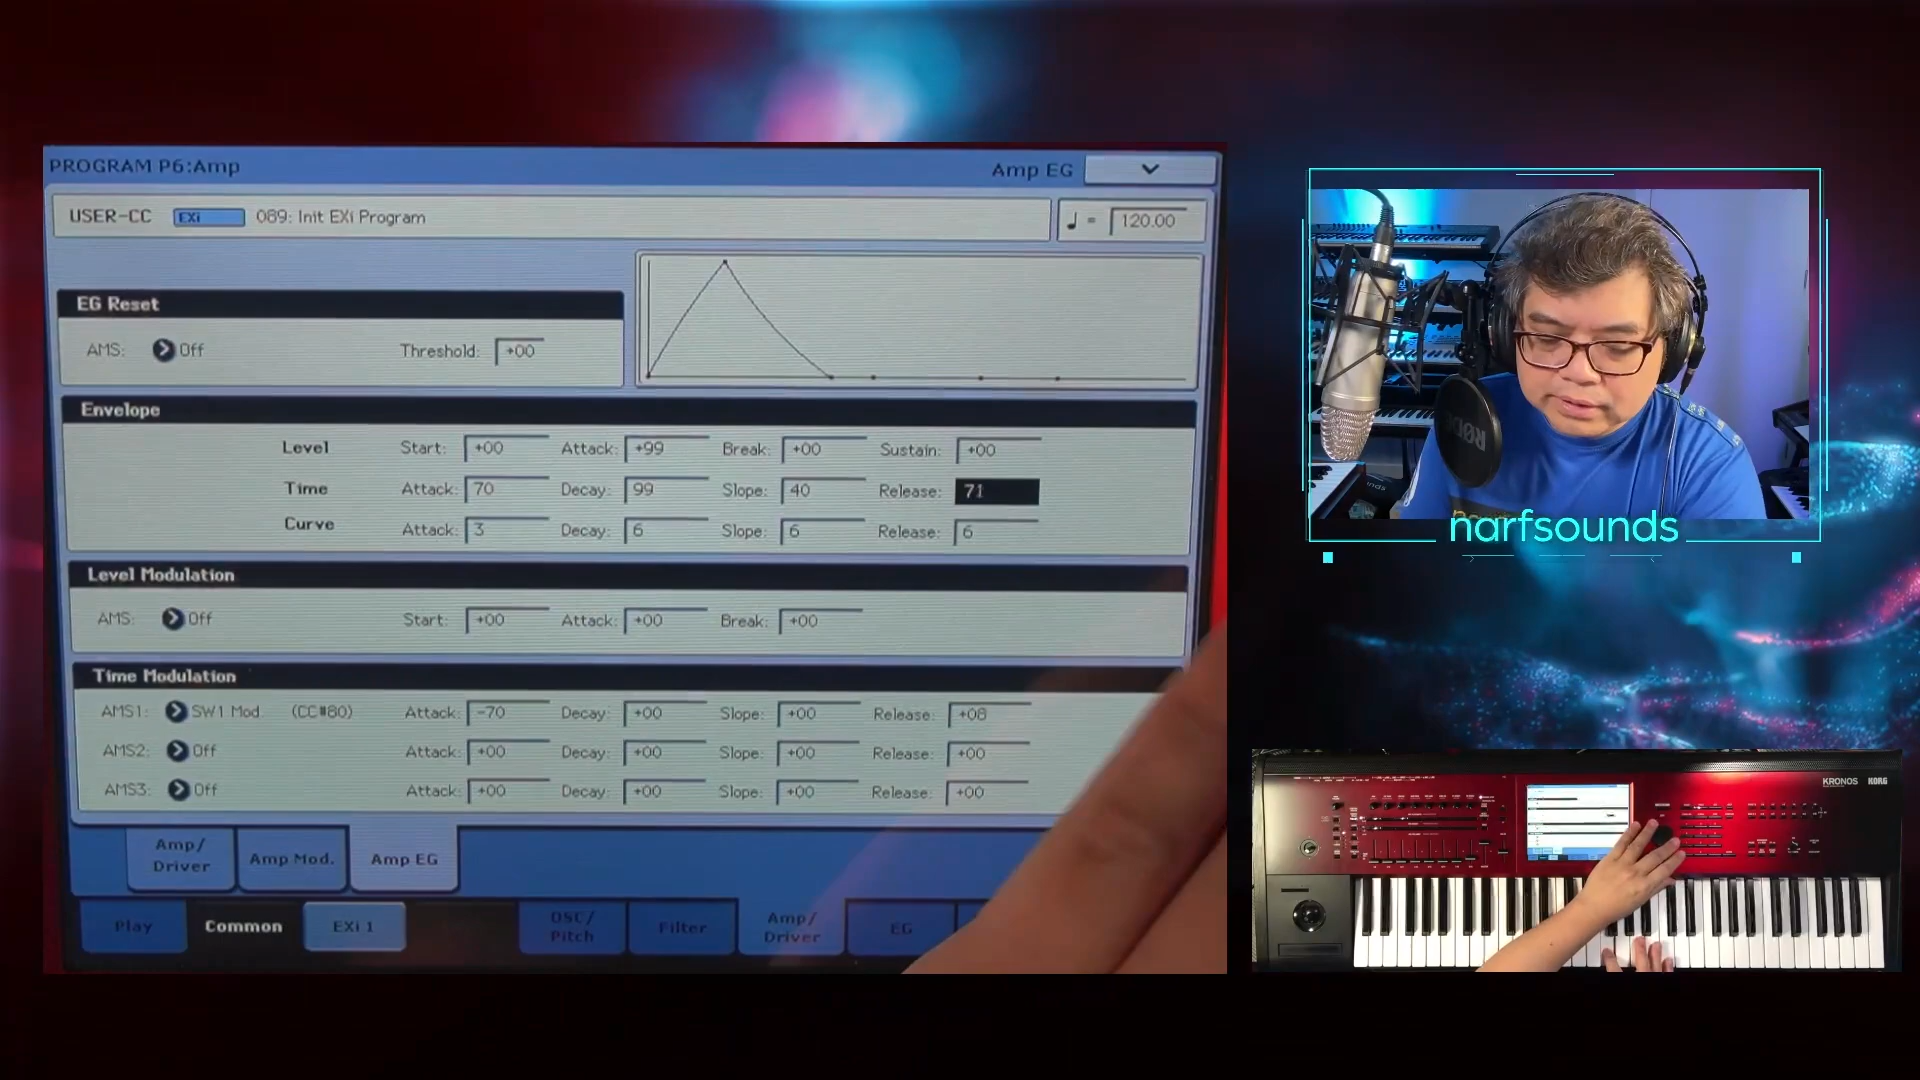 PROGRAM P6:Amp
Amp EG
USER-CC EXi 089: Init EXi Program
♩ = 120.00
EG Reset
AMS: Off Threshold: +00
Envelope
Level Start: +00 Attack: +99 Break: +00 Sustain: +00
Time Attack: 70 Decay: 99 Slope: 40 Release: 71
Curve Attack: 3 Decay: 6 Slope: 6 Release: 6
Level Modulation
AMS: Off Start: +00 Attack: +00 Break: +00
Time Modulation
AMS1: SW1 Mod. (CC#80) Attack: -70 Decay: +00 Slope: +00 Release: +08
AMS2: Off Attack: +00 Decay: +00 Slope: +00 Release: +00
AMS3: Off Attack: +00 Decay: +00 Slope: +00 Release: +00
Amp/
Driver
Amp Mod.
Amp EG
Play
Common
EXi 1
OSC/
Pitch
Filter
Amp/
Driver
EG
RØDE
narfsounds
KRONOS KORG